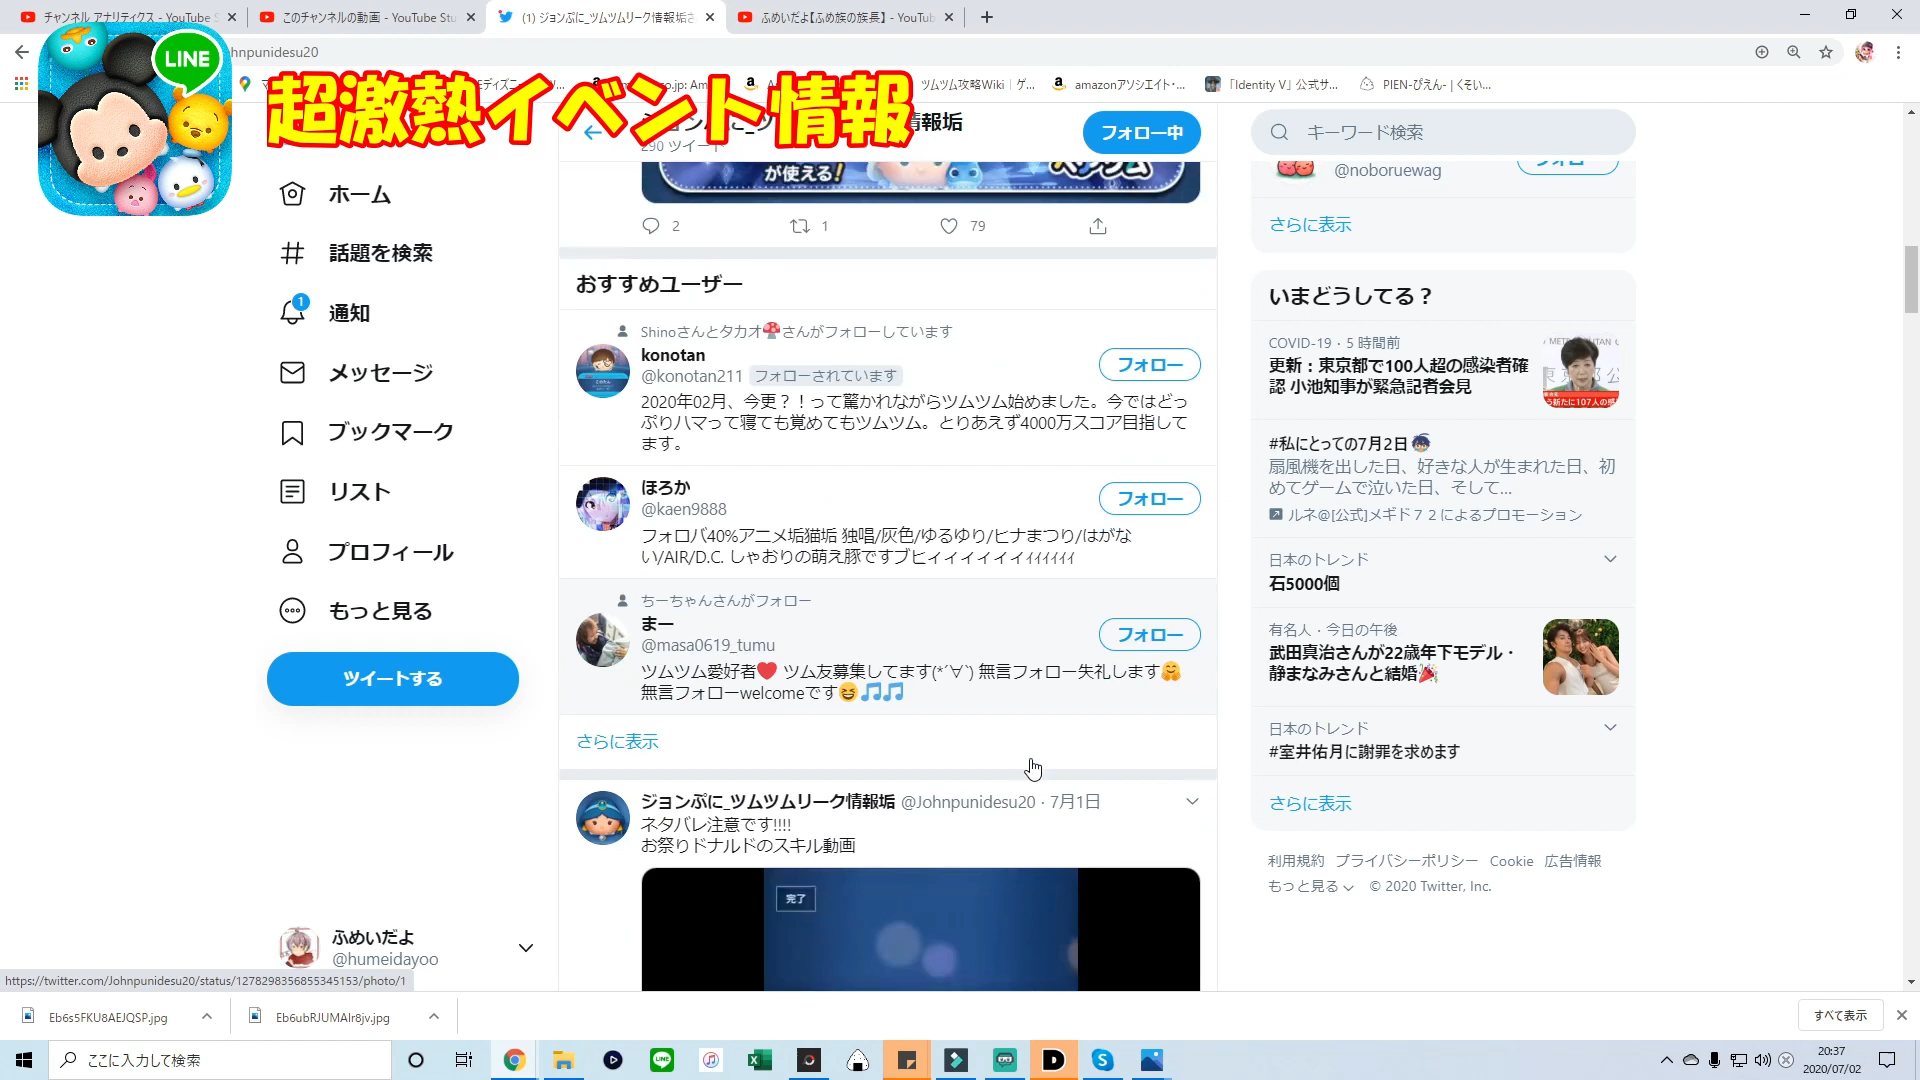 チャンネル アナリティクス - YouTube S
このチャンネルの動画 - YouTube Stu
(1) ジョンぷに_ツムツムリーク情報垢さ
ふめいだよ【ふめ族の族長】 - YouTub
LINE
超激熱イベント情報
hnpunidesu20
ツムツム攻略Wiki｜ゲ...
amazonアソシエイト・...
「Identity V」公式サ...
PIEN-ぴえん-|くそい...
情報垢
290 ツイート
フォロー中
キーワード検索
ホーム
話題を検索
1
通知
メッセージ
ブックマーク
リスト
プロフィール
もっと見る
ツイートする
ふめいだよ
@humeidayoo
が使える!
2
1
79
おすすめユーザー
Shinoさんとタカオ🍄さんがフォローしています
konotan
@konotan211 フォローされています
フォロー
2020年02月、今更？！って驚かれながらツムツム始めました。今ではどっ
ぷりハマって寝ても覚めてもツムツム。とりあえず4000万スコア目指して
ます。
ほろか
@kaen9888
フォロー
フォロバ40%アニメ垢猫垢 独唱/灰色/ゆるゆり/ヒナまつり/はがな
い/AIR/D.C. しゃおりの萌え豚ですブヒィイイイイイｨｨｨｨｨｨ
ちーちゃんさんがフォロー
まー
@masa0619_tumu
フォロー
ツムツム愛好者❤️ ツム友募集してます(*´∀`) 無言フォロー失礼します🤗
無言フォローwelcomeです😆🎵🎵
さらに表示
ジョンぷに_ツムツムリーク情報垢 @Johnpunidesu20 · 7月1日
ネタバレ注意です!!!!
お祭りドナルドのスキル動画
完了
@noboruewag
さらに表示
いまどうしてる？
COVID-19・5 時間前
更新：東京都で100人超の感染者確
認 小池知事が緊急記者会見
#私にとっての7月2日
扇風機を出した日、好きな人が生まれた日、初
めてゲームで泣いた日、そして...
ルネ@[公式]メギド７２によるプロモーション
日本のトレンド
石5000個
有名人・今日の午後
武田真治さんが22歳年下モデル・
静まなみさんと結婚🎉
日本のトレンド
#室井佑月に謝罪を求めます
さらに表示
利用規約 プライバシーポリシー Cookie 広告情報
もっと見る © 2020 Twitter, Inc.
https://twitter.com/Johnpunidesu20/status/1278298356855345153/photo/1
Eb6s5FKU8AEJQSP.jpg
Eb6ubRJUMAIr8jv.jpg
すべて表示
ここに入力して検索
20:37
2020/07/02